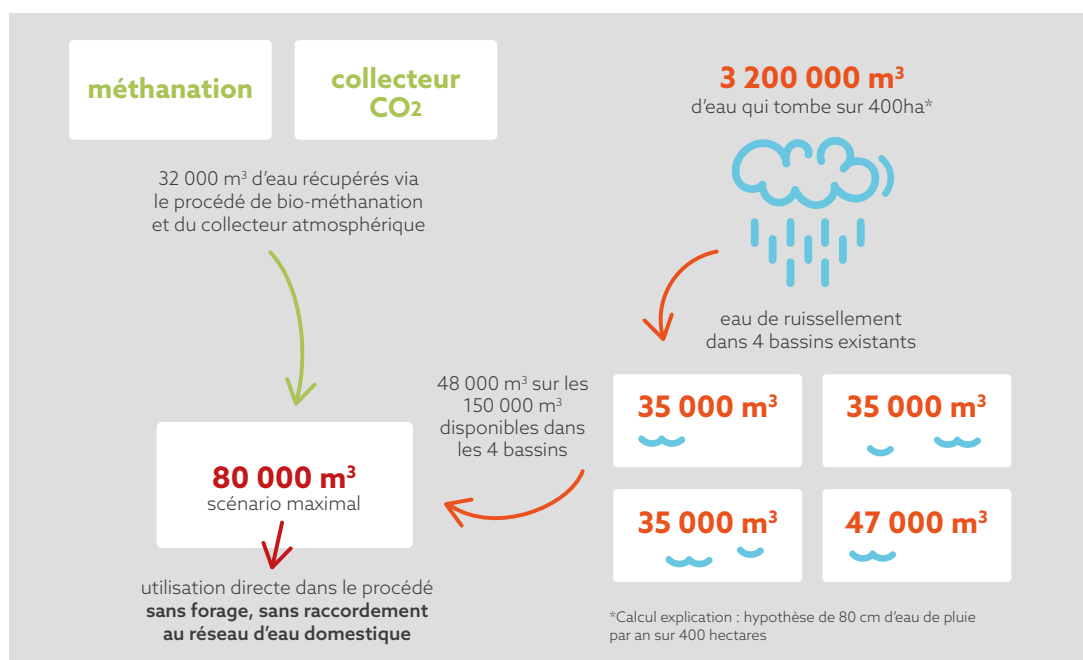 méthanation
collecteur
CO2
32 000 m³ d'eau récupérés via
le procédé de bio-méthanation
et du collecteur atmosphérique
3 200 000 m³
d'eau qui tombe sur 400ha*
eau de ruissellement
dans 4 bassins existants
48 000 m³ sur les
150 000 m³
disponibles dans
les 4 bassins
35 000 m³
35 000 m³
35 000 m³
47 000 m³
80 000 m³
scénario maximal
utilisation directe dans le procédé
sans forage, sans raccordement
au réseau d'eau domestique
*Calcul explication : hypothèse de 80 cm d'eau de pluie
par an sur 400 hectares